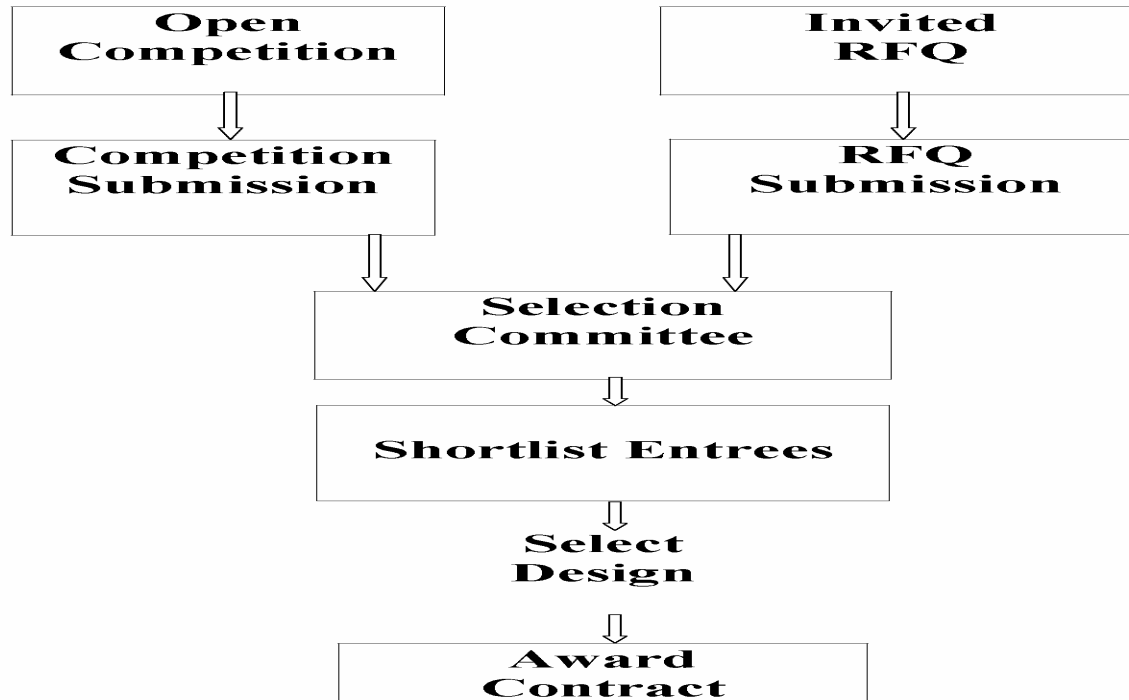 Open
Competition
Invited
RFQ
Competition
Submission
RFQ
Submission
Selection
Committee
Shortlist Entrees
Select
Design
Award
Contract